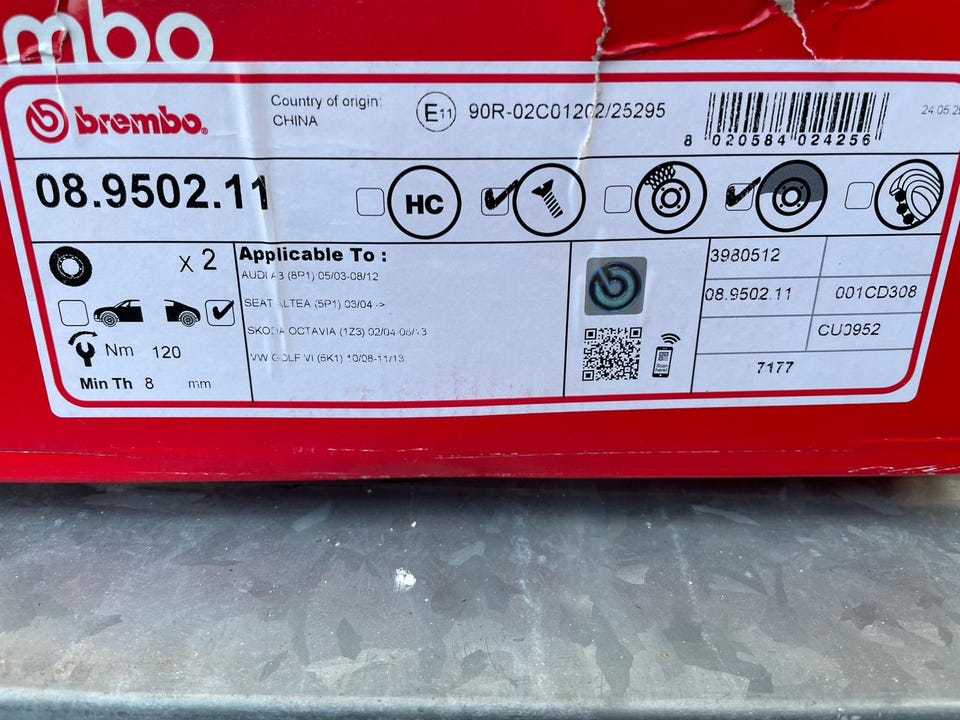 mbo
brembo
Country of origin:
CHINA
E11 90R-02C01202/25295
8 020584 024256
24.05.2
08.9502.11
HC
x 2
Applicable To :
AUDI A3 (8P1) 05/03-08/12
SEAT ALTEA (5P1) 03/04 ->
SKODA OCTAVIA (1Z3) 02/04-06/13
VW GOLF VI (5K1) 10/08-11/13
Nm 120
Min Th 8 mm
Scan here!
3980512
08.9502.11 001CD308
CU0952
7177